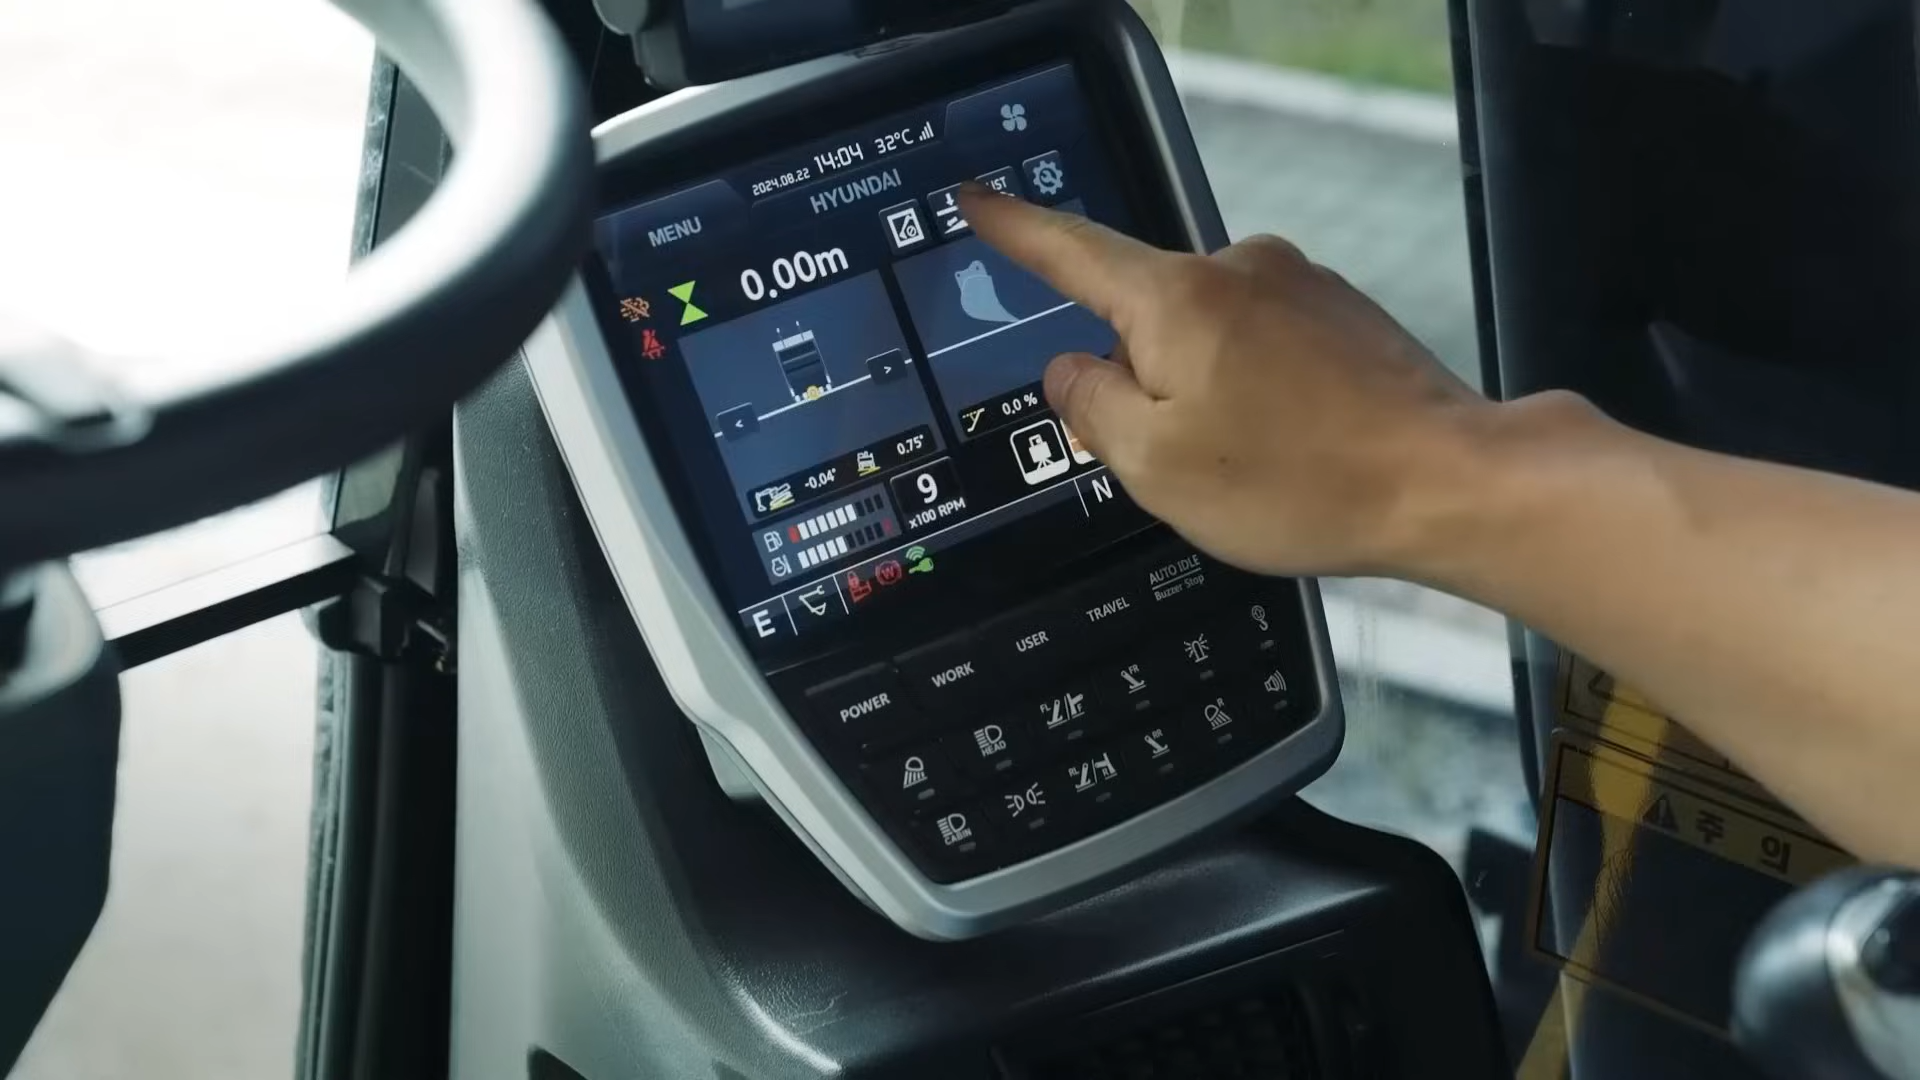 2024.08.22 14:04 32°C
MENU
HYUNDAI
0.00m
<
>
-0.04°
0.75°
0.0 %
9
x100 RPM
N
E
W
POWER
WORK
USER
TRAVEL
AUTO IDLE
Buzzer Stop
HEAD
FL
F
FR
CABIN
RL
R
RR
R
주 의